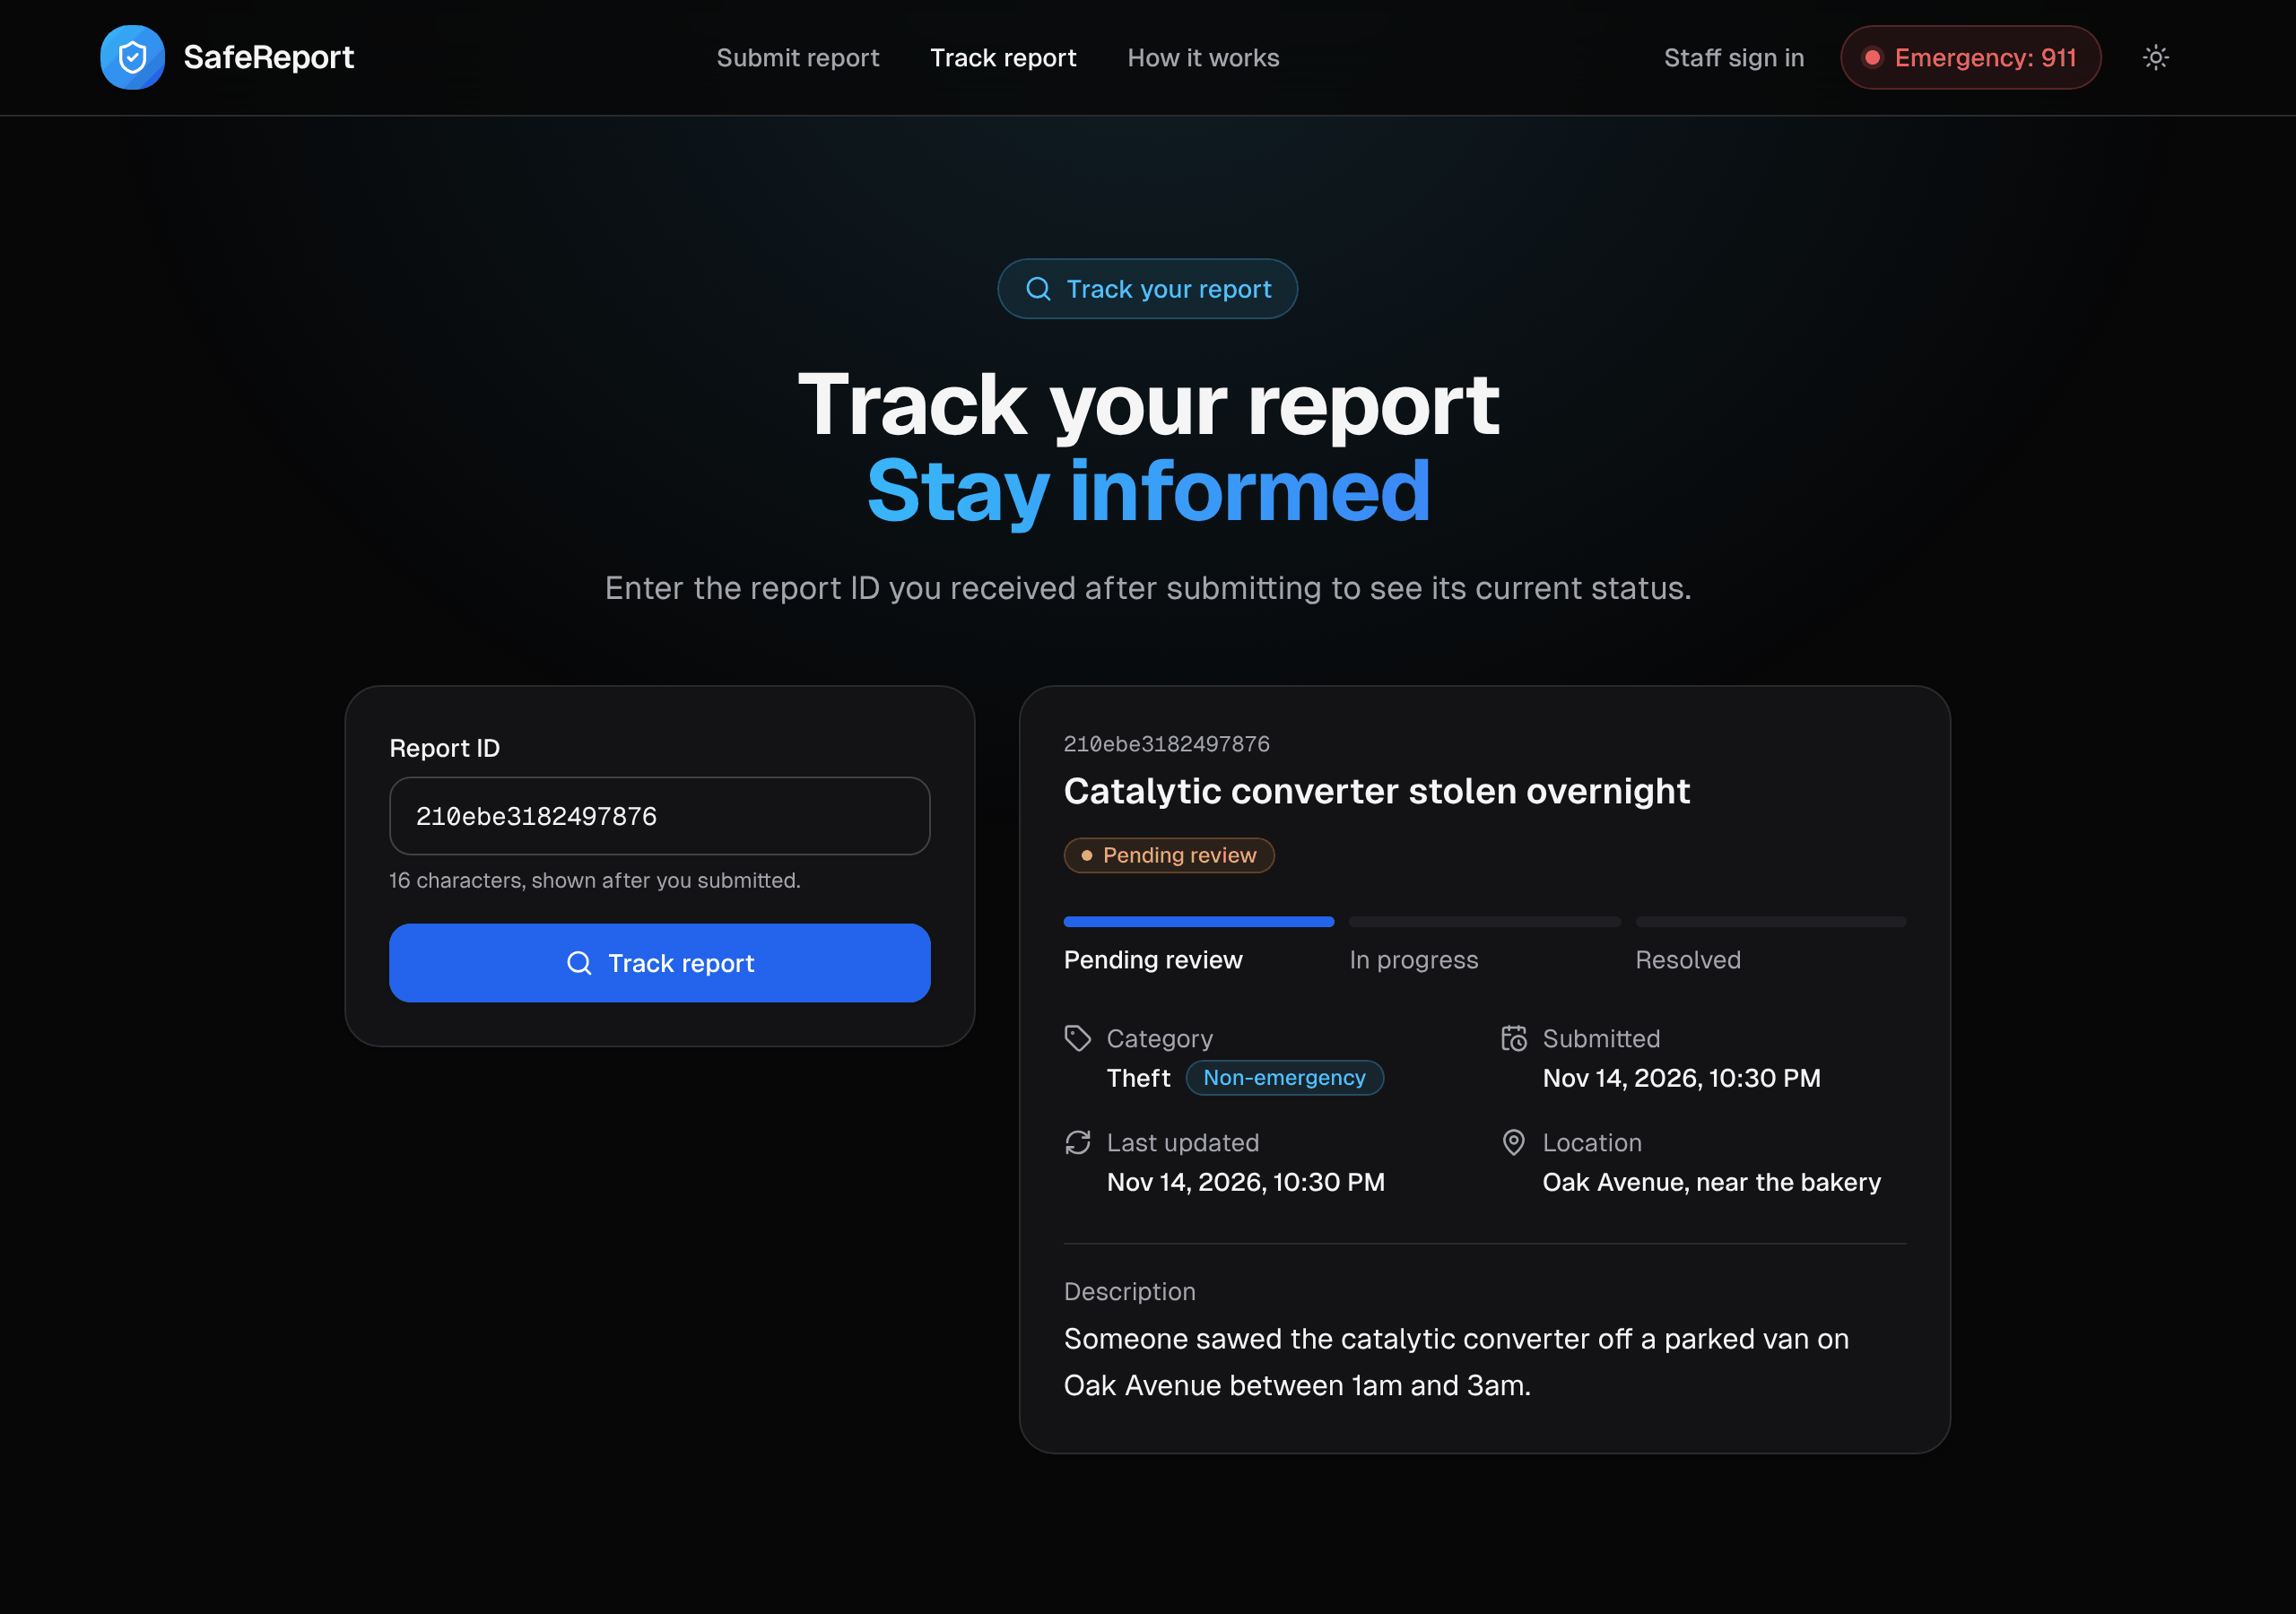 SafeReport
Submit report
Track report
How it works
Staff sign in
Emergency: 911
Track your report
Track your report
Stay informed
Enter the report ID you received after submitting to see its current status.
Report ID
210ebe3182497876
16 characters, shown after you submitted.
Track report
210ebe3182497876
Catalytic converter stolen overnight
Pending review
Pending review
In progress
Resolved
Category
Theft Non-emergency
Submitted
Nov 14, 2026, 10:30 PM
Last updated
Nov 14, 2026, 10:30 PM
Location
Oak Avenue, near the bakery
Description
Someone sawed the catalytic converter off a parked van on
Oak Avenue between 1am and 3am.